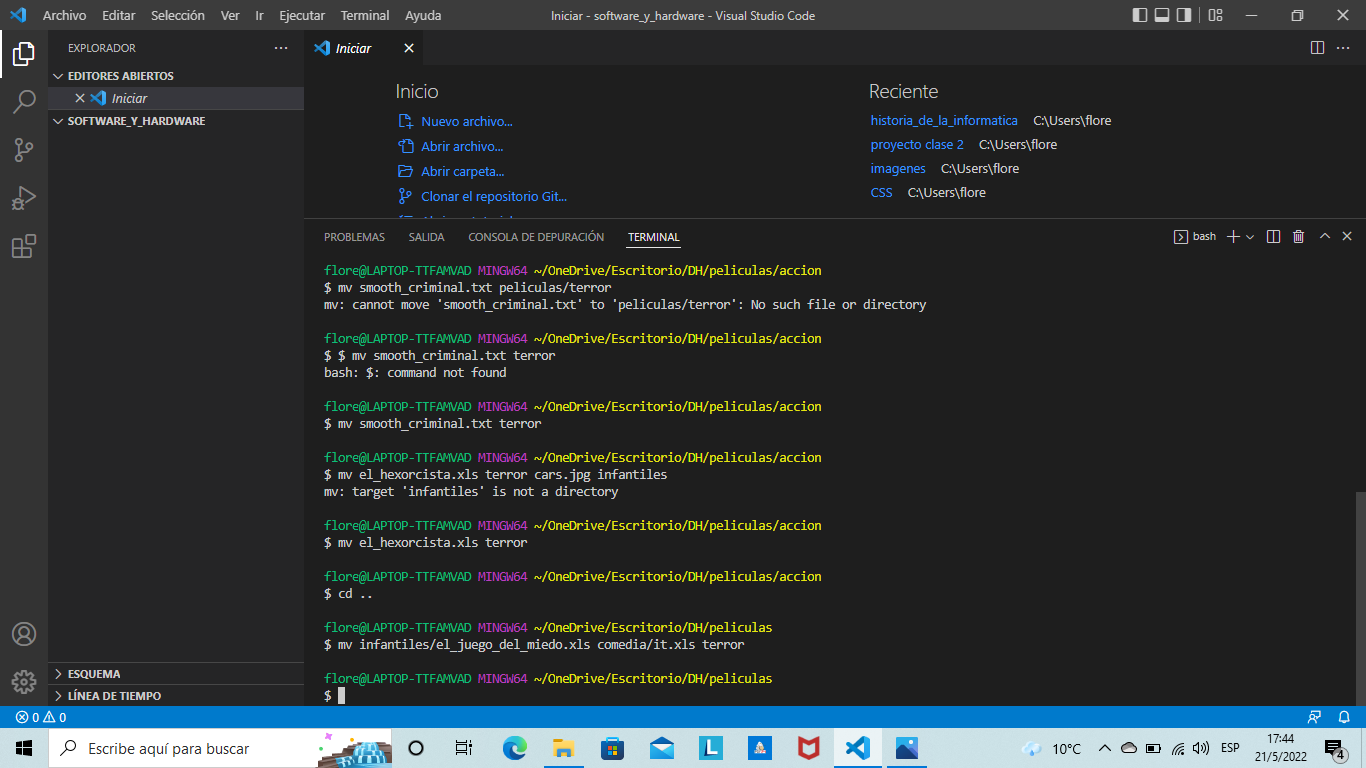 Archivo Editar Selección Ver Ir Ejecutar Terminal Ayuda Iniciar - software_y_hardware - Visual Studio Code
EXPLORADOR
EDITORES ABIERTOS
Iniciar
SOFTWARE_Y_HARDWARE
ESQUEMA
LÍNEA DE TIEMPO
Iniciar
Inicio
Nuevo archivo...
Abrir archivo...
Abrir carpeta...
Clonar el repositorio Git...
Reciente
historia_de_la_informatica C:\Users\flore
proyecto clase 2 C:\Users\flore
imagenes C:\Users\flore
CSS C:\Users\flore
PROBLEMAS SALIDA CONSOLA DE DEPURACIÓN TERMINAL bash
flore@LAPTOP-TTFAMVAD MINGW64 ~/OneDrive/Escritorio/DH/peliculas/accion
$ mv smooth_criminal.txt peliculas/terror
mv: cannot move 'smooth_criminal.txt' to 'peliculas/terror': No such file or directory
flore@LAPTOP-TTFAMVAD MINGW64 ~/OneDrive/Escritorio/DH/peliculas/accion
$ $ mv smooth_criminal.txt terror
bash: $: command not found
flore@LAPTOP-TTFAMVAD MINGW64 ~/OneDrive/Escritorio/DH/peliculas/accion
$ mv smooth_criminal.txt terror
flore@LAPTOP-TTFAMVAD MINGW64 ~/OneDrive/Escritorio/DH/peliculas/accion
$ mv el_hexorcista.xls terror cars.jpg infantiles
mv: target 'infantiles' is not a directory
flore@LAPTOP-TTFAMVAD MINGW64 ~/OneDrive/Escritorio/DH/peliculas/accion
$ mv el_hexorcista.xls terror
flore@LAPTOP-TTFAMVAD MINGW64 ~/OneDrive/Escritorio/DH/peliculas/accion
$ cd ..
flore@LAPTOP-TTFAMVAD MINGW64 ~/OneDrive/Escritorio/DH/peliculas
$ mv infantiles/el_juego_del_miedo.xls comedia/it.xls terror
flore@LAPTOP-TTFAMVAD MINGW64 ~/OneDrive/Escritorio/DH/peliculas
$
0 0
Escribe aquí para buscar
L
10°C
ESP
17:44
21/5/2022
4